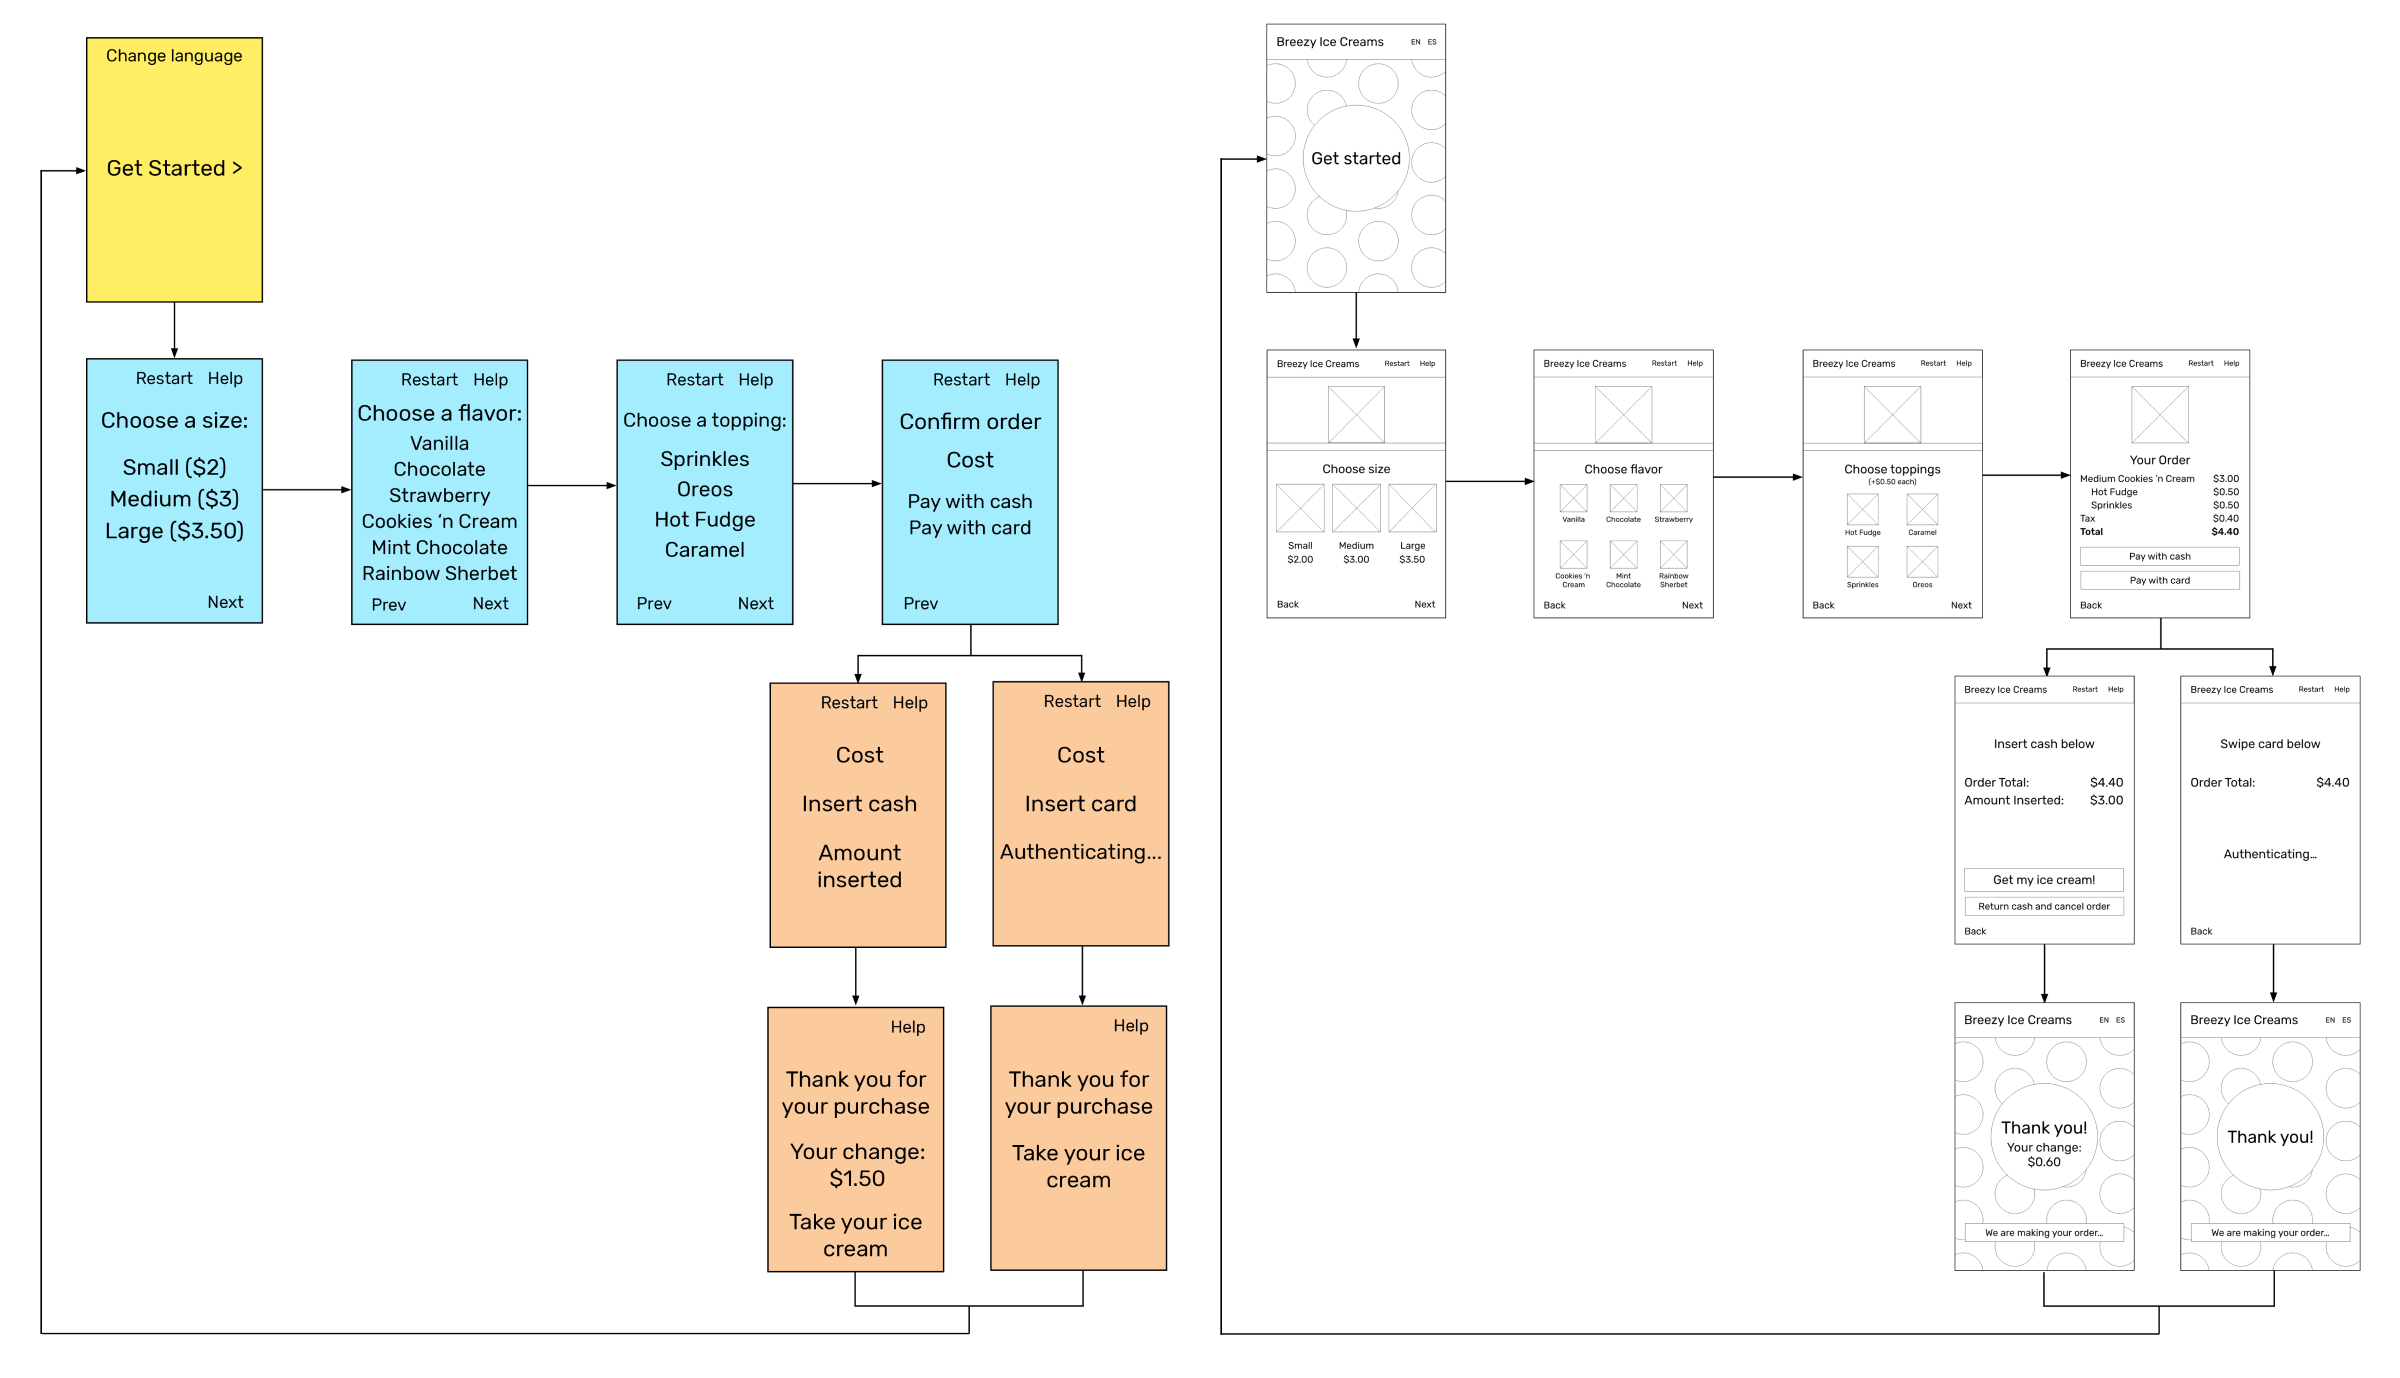 Change language
Get Started >
Restart Help
Choose a size:
Small ($2)
Medium ($3)
Large ($3.50)
Next
Restart Help
Choose a flavor:
Vanilla
Chocolate
Strawberry
Cookies ‘n Cream
Mint Chocolate
Rainbow Sherbet
Prev Next
Restart Help
Choose a topping:
Sprinkles
Oreos
Hot Fudge
Caramel
Prev Next
Restart Help
Confirm order
Cost
Pay with cash
Pay with card
Prev
Restart Help
Cost
Insert cash
Amount
inserted
Restart Help
Cost
Insert card
Authenticating...
Help
Thank you for
your purchase
Your change:
$1.50
Take your ice
cream
Help
Thank you for
your purchase
Take your ice
cream
Breezy Ice Creams EN ES
Get started
Breezy Ice Creams Restart Help
Choose size
Small Medium Large
$2.00 $3.00 $3.50
Back Next
Breezy Ice Creams Restart Help
Choose flavor
Vanilla Chocolate Strawberry
Cookies ‘n Mint Rainbow
Cream Chocolate Sherbet
Back Next
Breezy Ice Creams Restart Help
Choose toppings
(+$0.50 each)
Hot Fudge Caramel
Sprinkles Oreos
Back Next
Breezy Ice Creams Restart Help
Your Order
Medium Cookies ‘n Cream $3.00
Hot Fudge $0.50
Sprinkles $0.50
Tax $0.40
Total $4.40
Pay with cash
Pay with card
Back
Breezy Ice Creams Restart Help
Insert cash below
Order Total: $4.40
Amount Inserted: $3.00
Get my ice cream!
Return cash and cancel order
Back
Breezy Ice Creams Restart Help
Swipe card below
Order Total: $4.40
Authenticating…
Back
Breezy Ice Creams EN ES
Thank you!
Your change:
$0.60
We are making your order…
Breezy Ice Creams EN ES
Thank you!
We are making your order…